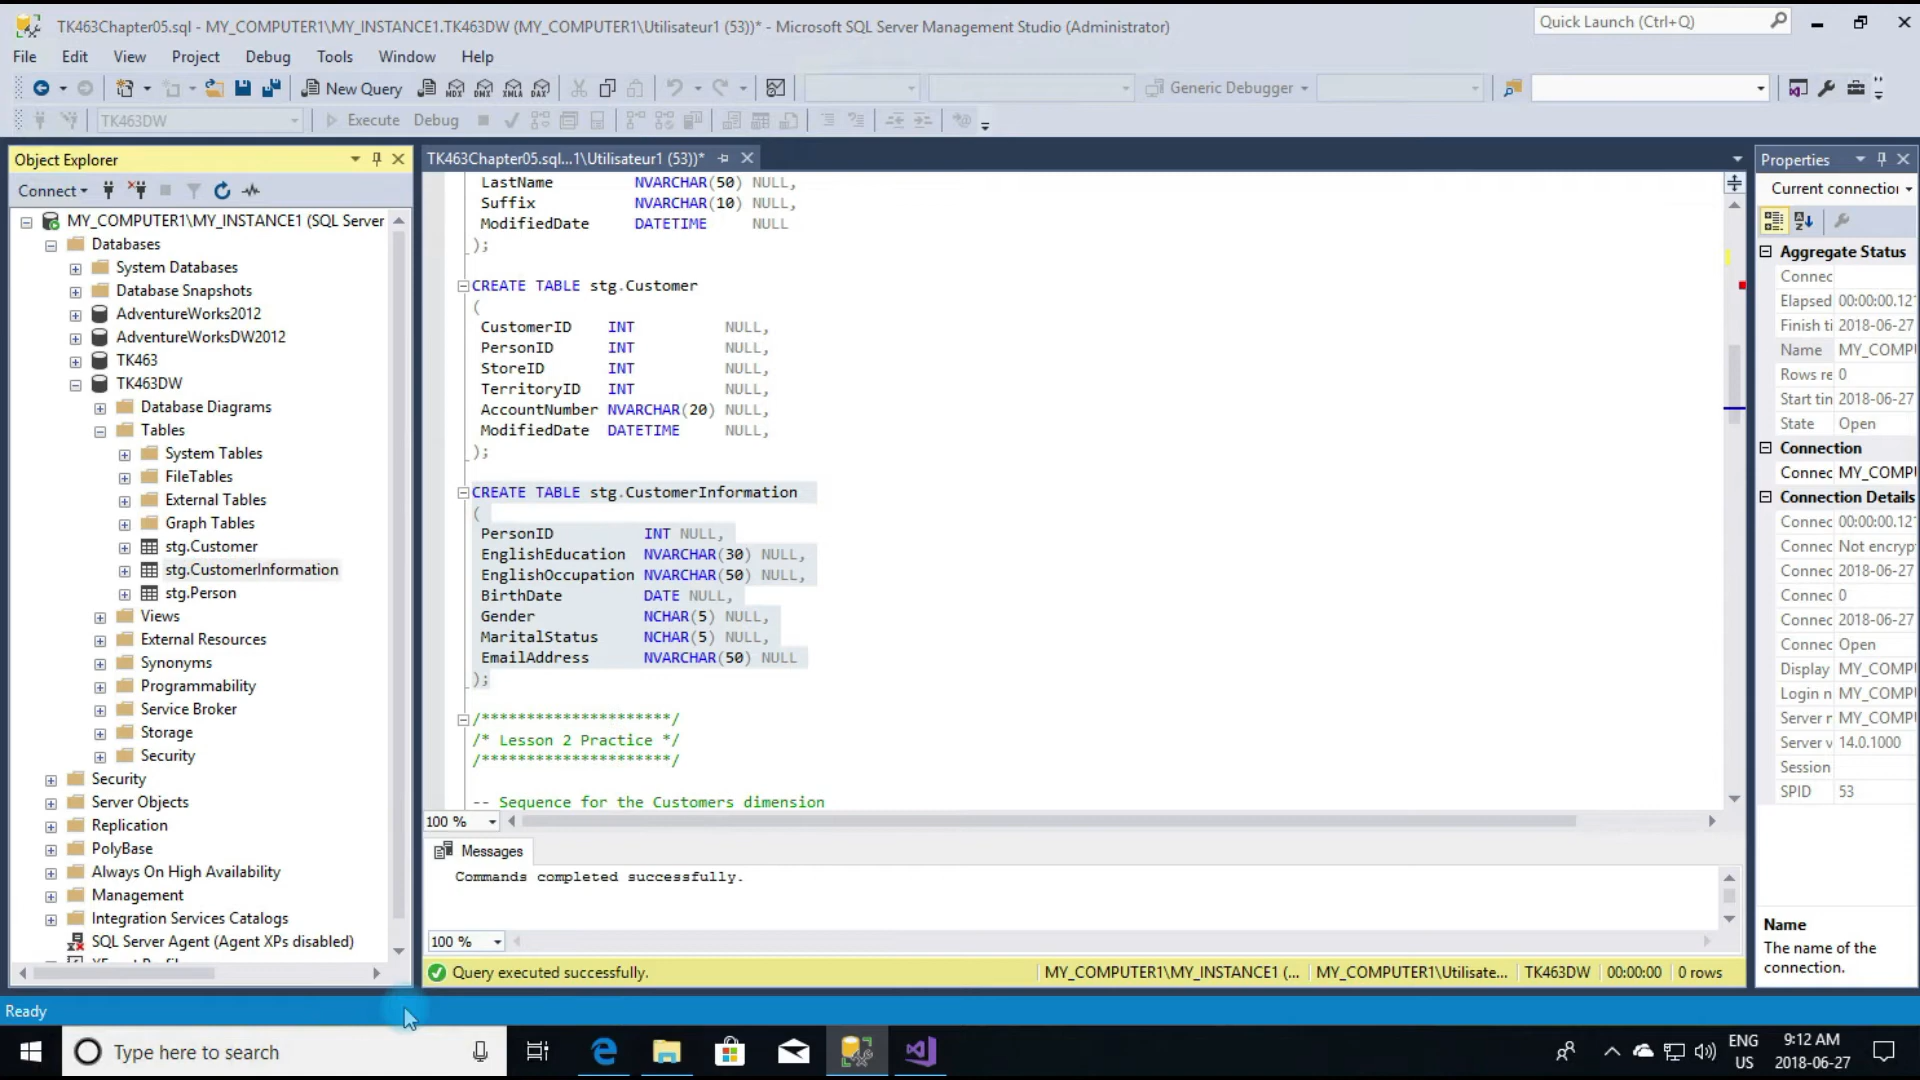 TK463Chapter05.sql - MY_COMPUTER1\MY_INSTANCE1.TK463DW (MY_COMPUTER1\Utilisateur1 (53))* - Microsoft SQL Server Management Studio (Administrator)
Quick Launch (Ctrl+Q)
File Edit View Project Debug Tools Window Help
New Query MDX DMX XMLA DAX Generic Debugger
TK463DW Execute Debug
Object Explorer
Connect
MY_COMPUTER1\MY_INSTANCE1 (SQL Server
Databases
System Databases
Database Snapshots
AdventureWorks2012
AdventureWorksDW2012
TK463
TK463DW
Database Diagrams
Tables
System Tables
FileTables
External Tables
Graph Tables
stg.Customer
stg.CustomerInformation
stg.Person
Views
External Resources
Synonyms
Programmability
Service Broker
Storage
Security
Security
Server Objects
Replication
PolyBase
Always On High Availability
Management
Integration Services Catalogs
SQL Server Agent (Agent XPs disabled)
TK463Chapter05.sql...1\Utilisateur1 (53))*
LastName NVARCHAR(50) NULL,
Suffix NVARCHAR(10) NULL,
ModifiedDate DATETIME NULL
);
CREATE TABLE stg.Customer
(
CustomerID INT NULL,
PersonID INT NULL,
StoreID INT NULL,
TerritoryID INT NULL,
AccountNumber NVARCHAR(20) NULL,
ModifiedDate DATETIME NULL,
);
CREATE TABLE stg.CustomerInformation
(
PersonID INT NULL,
EnglishEducation NVARCHAR(30) NULL,
EnglishOccupation NVARCHAR(50) NULL,
BirthDate DATE NULL,
Gender NCHAR(5) NULL,
MaritalStatus NCHAR(5) NULL,
EmailAddress NVARCHAR(50) NULL
);
/*********************/
/* Lesson 2 Practice */
/*********************/
-- Sequence for the Customers dimension
100 %
Messages
Commands completed successfully.
100 %
Query executed successfully.
MY_COMPUTER1\MY_INSTANCE1 (... MY_COMPUTER1\Utilisate... TK463DW 00:00:00 0 rows
Properties
Current connection
Aggregate Status
Connec
Elapsed 00:00:00.12
Finish ti 2018-06-27
Name MY_COMP
Rows re 0
Start tin 2018-06-27
State Open
Connection
Connec MY_COMP
Connection Details
Connec 00:00:00.12
Connec Not encryp
Connec 2018-06-27
Connec 0
Connec 2018-06-27
Connec Open
Display MY_COMP
Login n MY_COMP
Server r MY_COMP
Server v 14.0.1000
Session
SPID 53
Name
The name of the
connection.
Ready
Type here to search
ENG
US
9:12 AM
2018-06-27